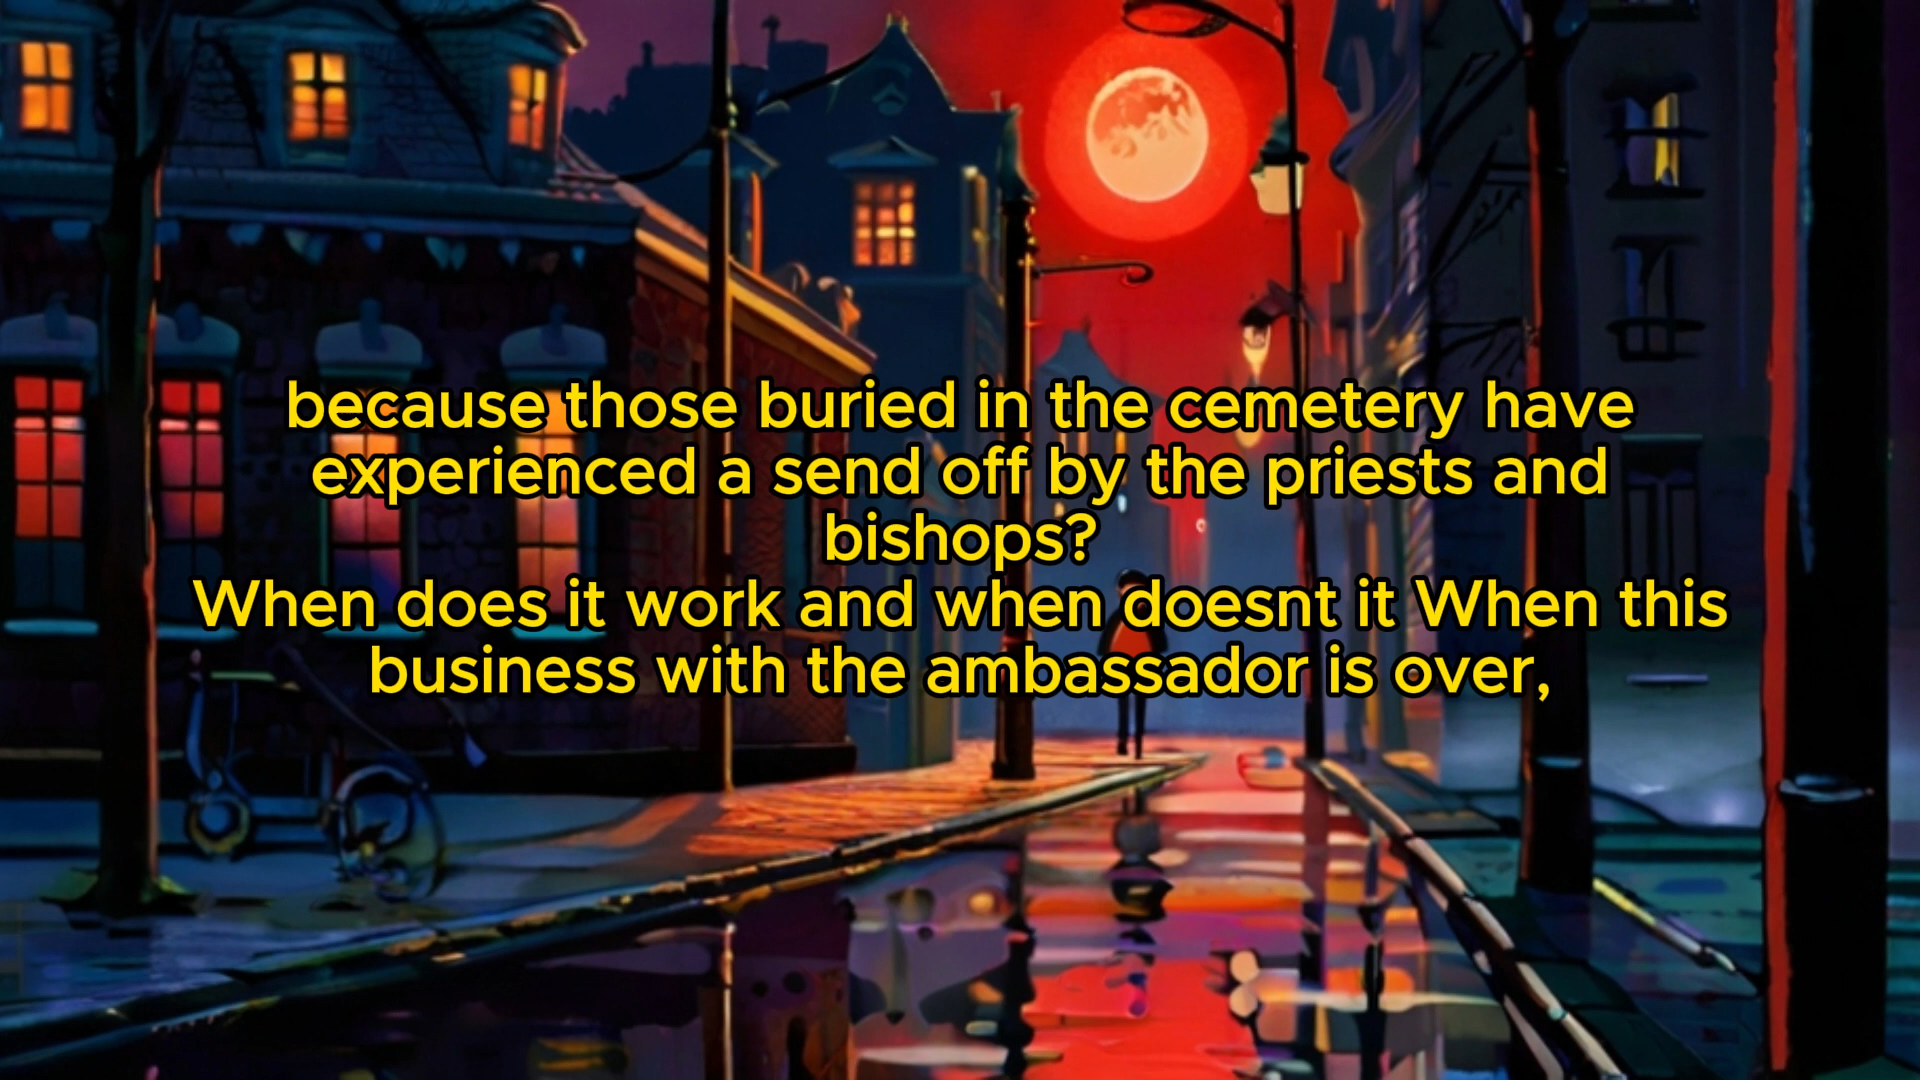 because those buried in the cemetery have
experienced a send off by the priests and
bishops?
When does it work and when doesnt it When this
business with the ambassador is over,